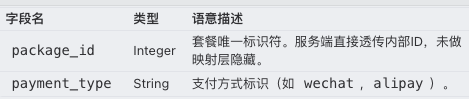 字段名 类型 语意描述
package_id Integer 套餐唯一标识符。服务端直接透传内部ID，未做
映射层隐藏。
payment_type String 支付方式标识（如 wechat , alipay ）。